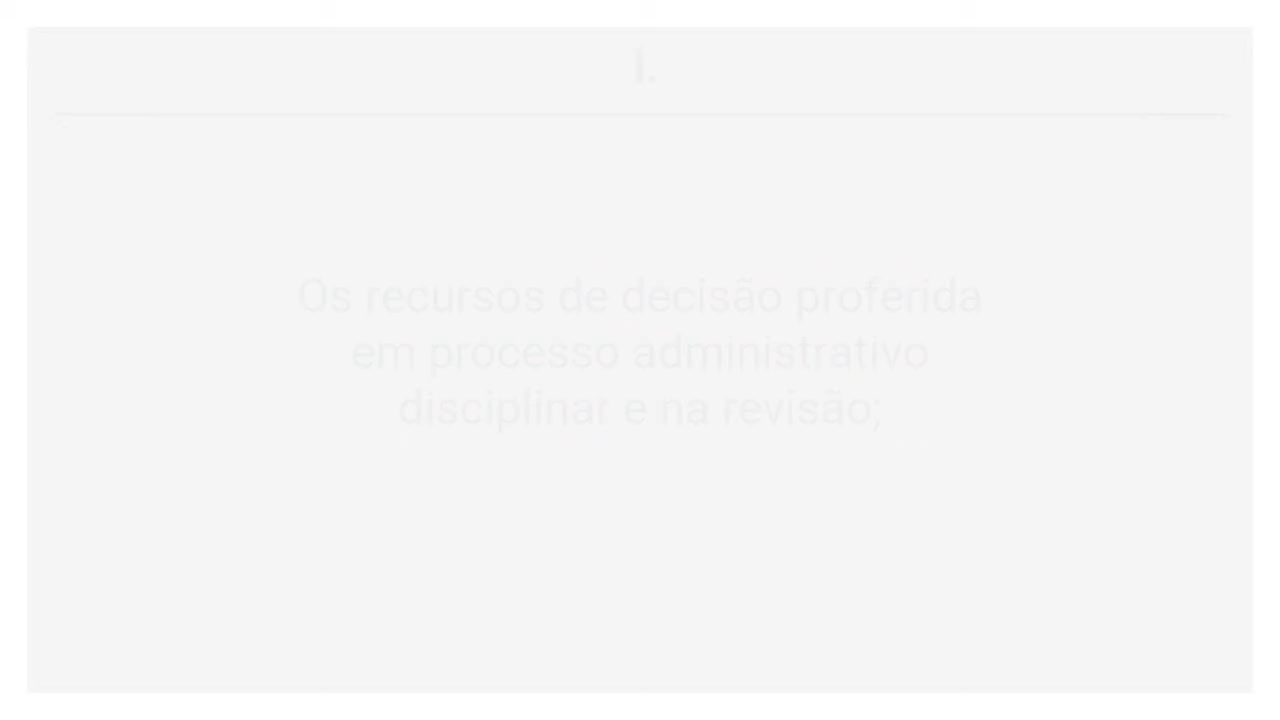 I.
Os recursos de decisão proferida
em processo administrativo
disciplinar e na revisão;